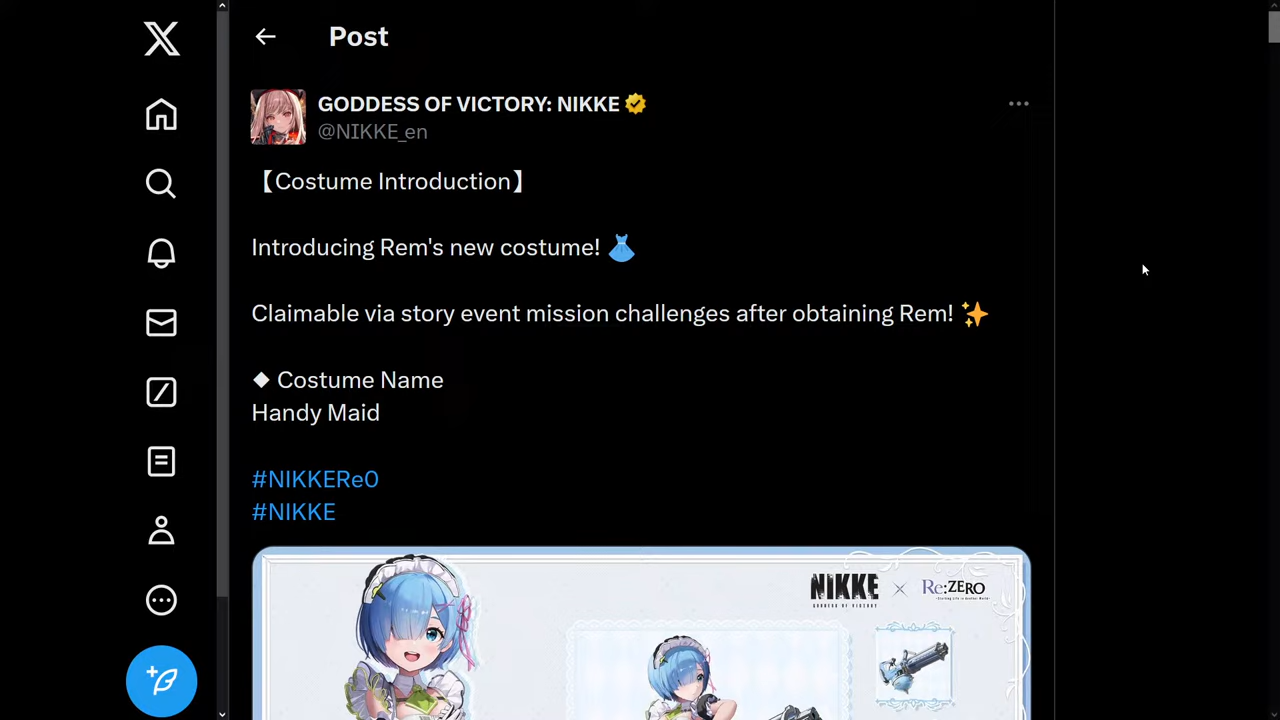 Post
GODDESS OF VICTORY: NIKKE
@NIKKE_en
【Costume Introduction】
Introducing Rem's new costume! 👗
Claimable via story event mission challenges after obtaining Rem! ✨
◆ Costume Name
Handy Maid
#NIKKERe0
#NIKKE
NIKKE × Re:ZERO
GODDESS OF VICTORY